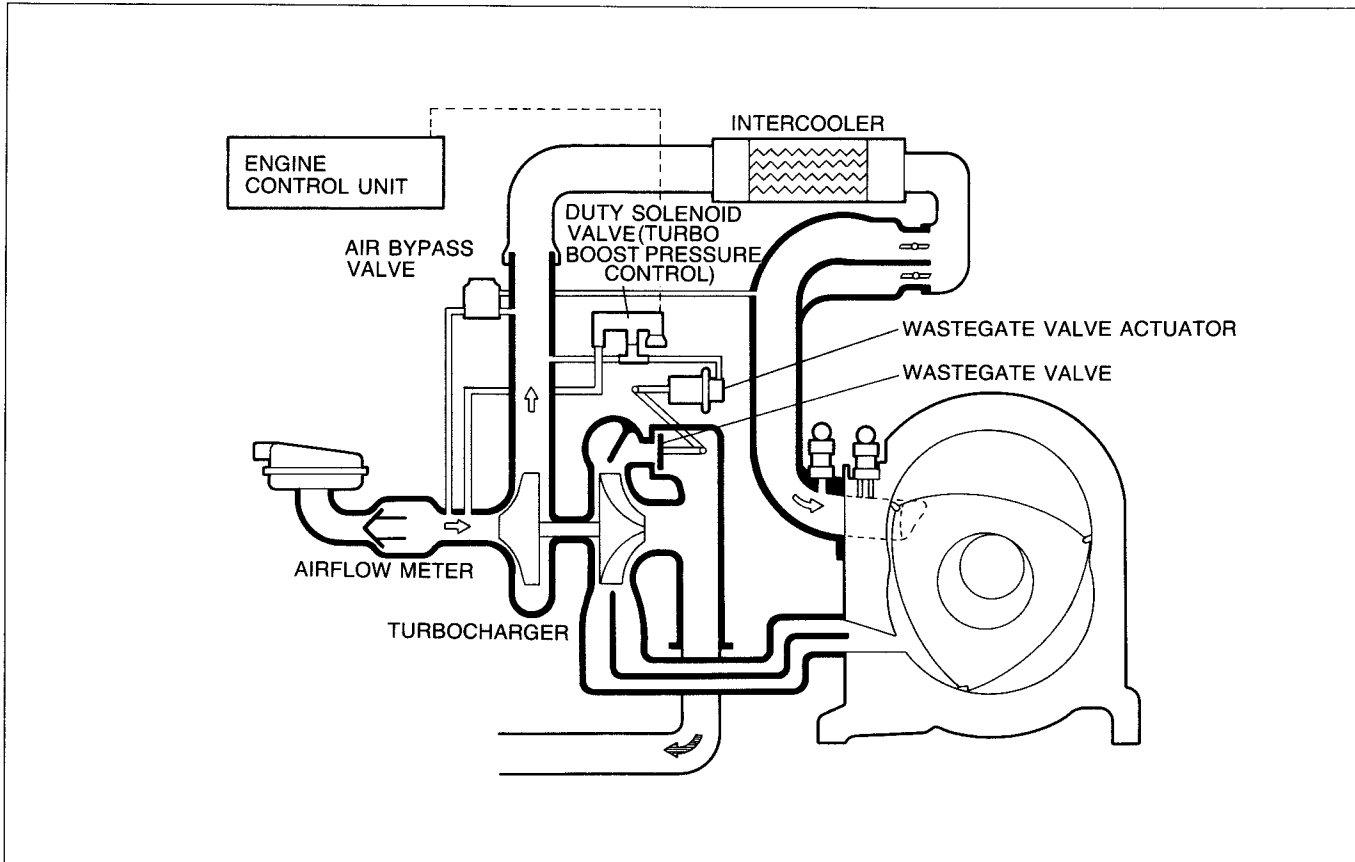 INTERCOOLER
ENGINE
CONTROL UNIT
DUTY SOLENOID
VALVE (TURBO
BOOST PRESSURE
CONTROL)
AIR BYPASS
VALVE
WASTEGATE VALVE ACTUATOR
WASTEGATE VALVE
AIRFLOW METER
TURBOCHARGER